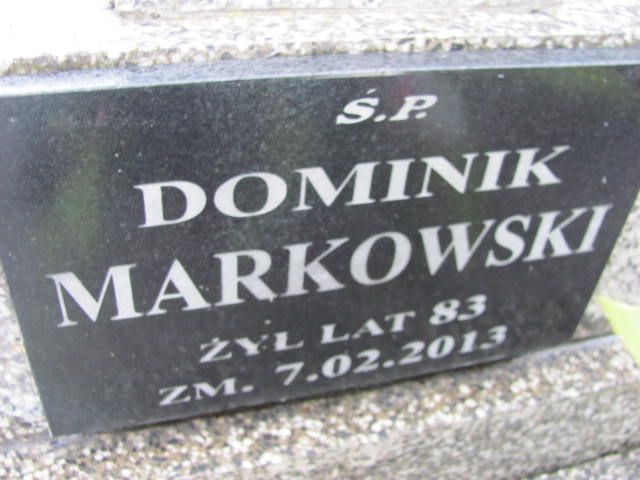 Ś.P.
DOMINIK
MARKOWSKI
ŻYŁ LAT 83
ZM. 7.02.2013